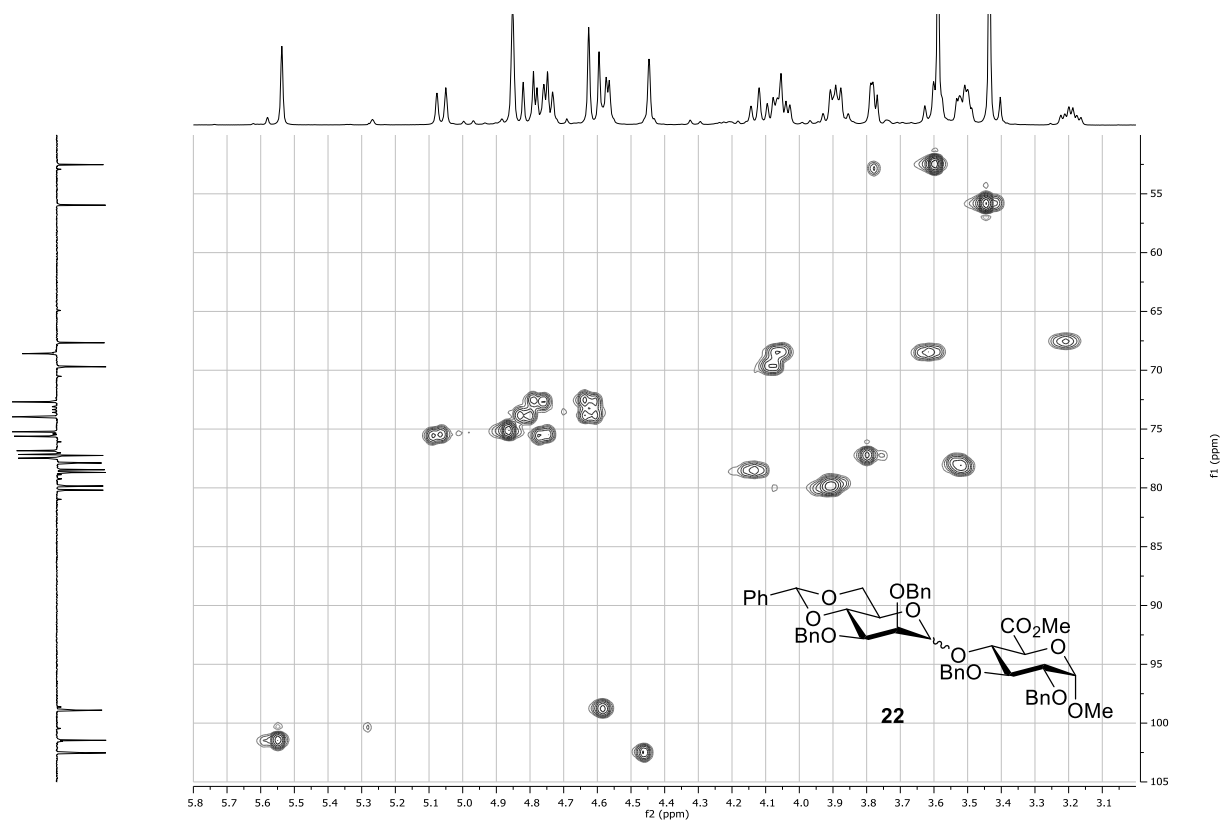 55
60
65
70
75
80
85
90
95
100
105
f1 (ppm)
Ph
O
O
OBn
O
BnO
O
CO2Me
O
BnO
BnO
OMe
22
5.8 5.7 5.6 5.5 5.4 5.3 5.2 5.1 5.0 4.9 4.8 4.7 4.6 4.5 4.4 4.3 4.2 4.1 4.0 3.9 3.8 3.7 3.6 3.5 3.4 3.3 3.2 3.1
f2 (ppm)